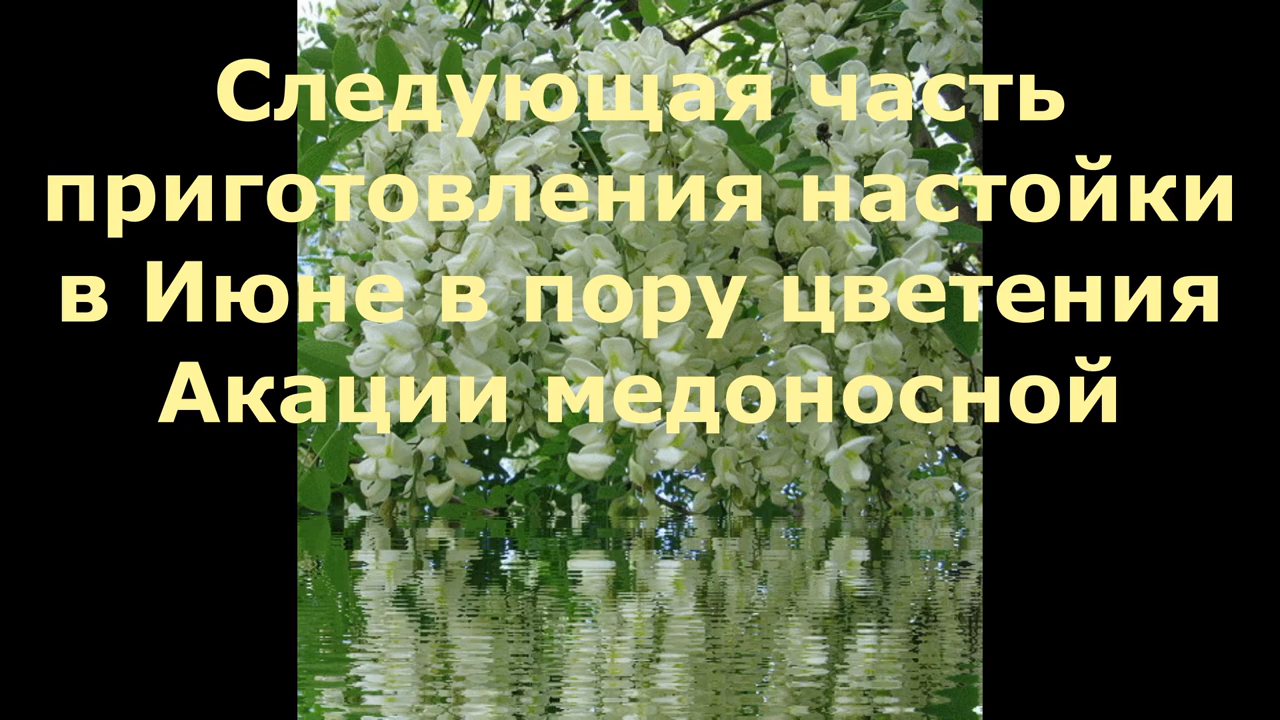 Следующая часть
приготовления настойки
в Июне в пору цветения
Акации медоносной